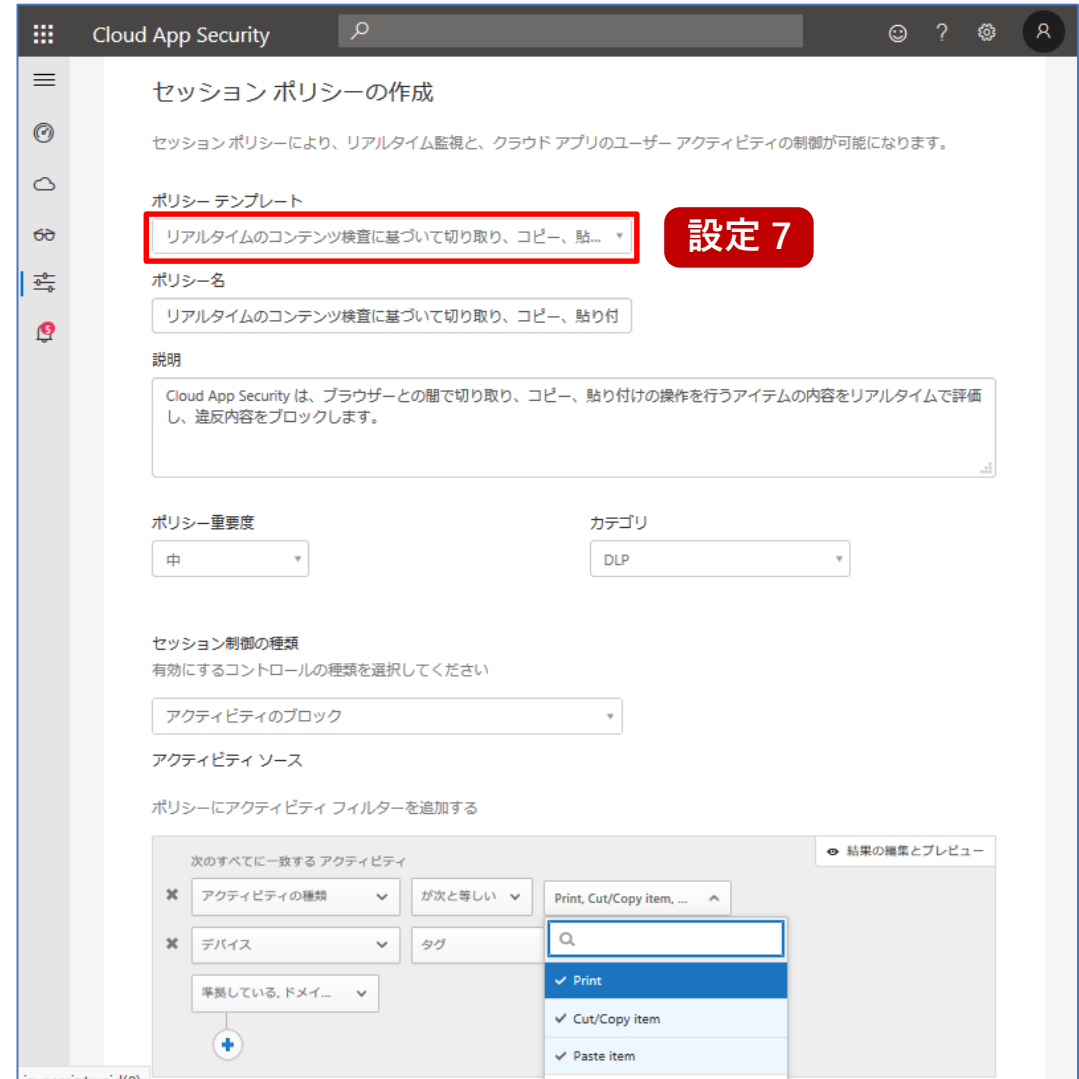 Cloud App Security
?
セッション ポリシーの作成
セッション ポリシーにより、リアルタイム監視と、クラウド アプリのユーザー アクティビティの制御が可能になります。
ポリシー テンプレート
リアルタイムのコンテンツ検査に基づいて切り取り、コピー、貼...
設定 7
ポリシー名
リアルタイムのコンテンツ検査に基づいて切り取り、コピー、貼り付
5
説明
Cloud App Security は、ブラウザーとの間で切り取り、コピー、貼り付けの操作を行うアイテムの内容をリアルタイムで評価
し、違反内容をブロックします。
ポリシー重要度
カテゴリ
中
DLP
セッション制御の種類
有効にするコントロールの種類を選択してください
アクティビティのブロック
アクティビティ ソース
ポリシーにアクティビティ フィルターを追加する
結果の編集とプレビュー
次のすべてに一致する アクティビティ
アクティビティの種類
が次と等しい
Print, Cut/Copy item, ...
デバイス
タグ
準拠している, ドメイ...
Print
Cut/Copy item
Paste item